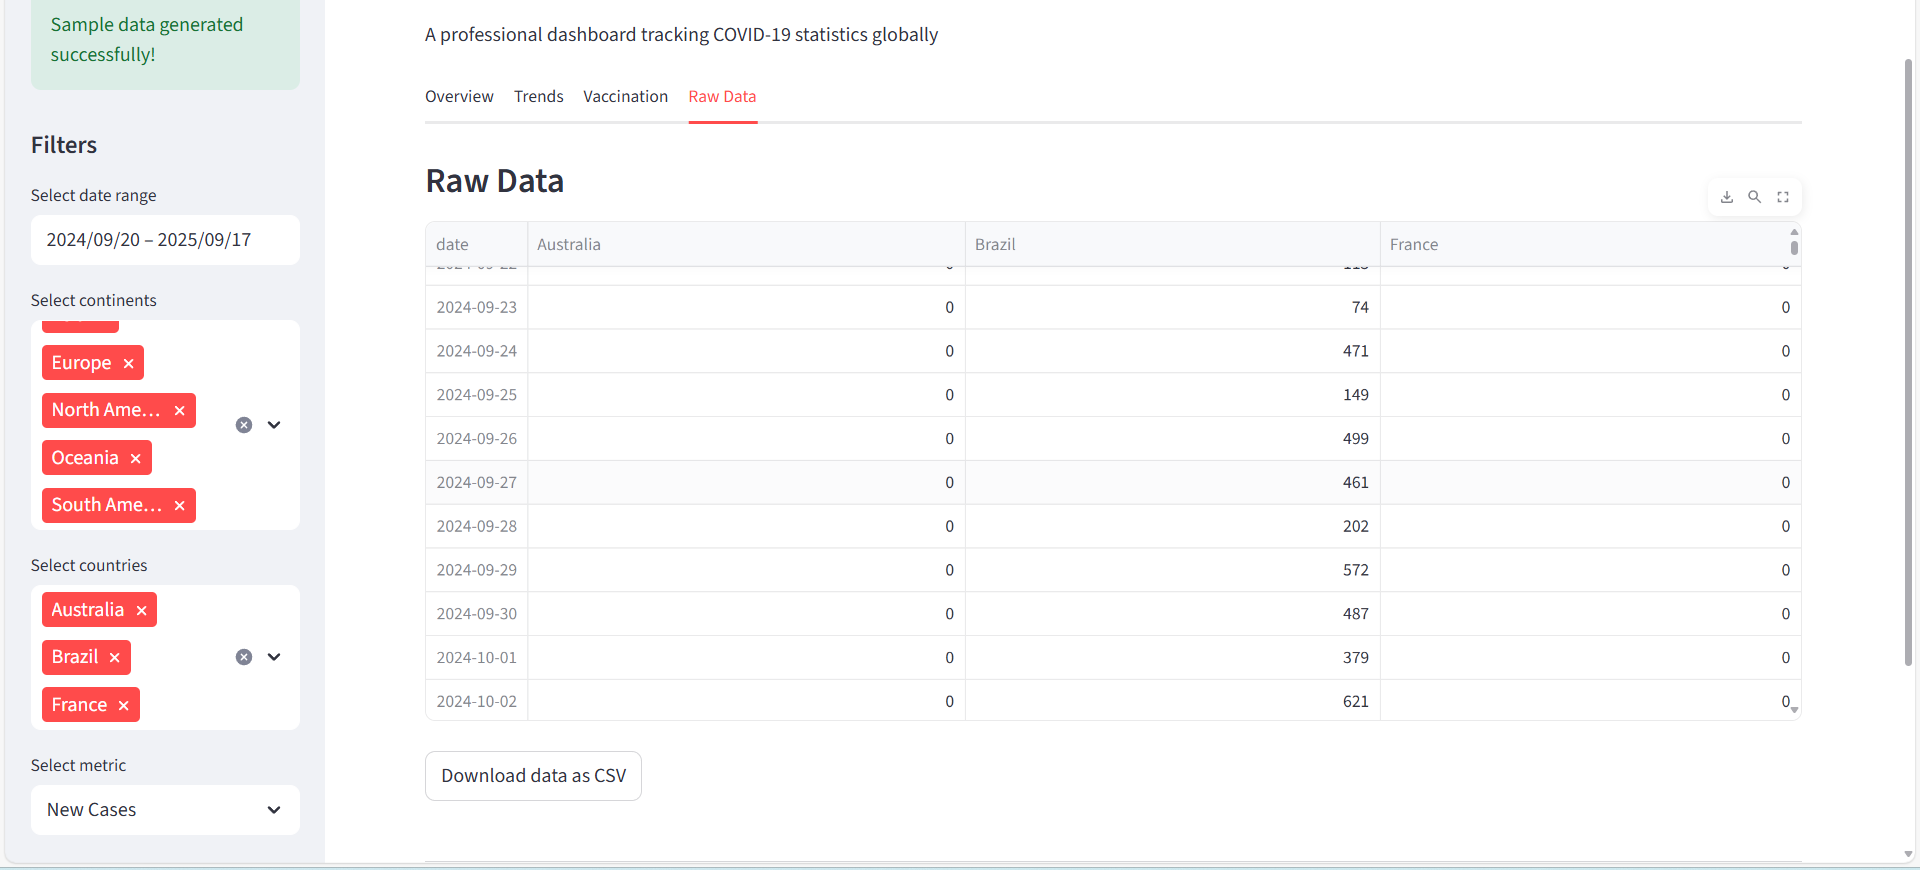 Sample data generated
successfully!
Filters
Select date range
2024/09/20 – 2025/09/17
Select continents
Europe
North Ame...
Oceania
South Ame...
Select countries
Australia
Brazil
France
Select metric
New Cases
A professional dashboard tracking COVID-19 statistics globally
Overview Trends Vaccination Raw Data
Raw Data
date Australia Brazil France
2024-09-23 0 74 0
2024-09-24 0 471 0
2024-09-25 0 149 0
2024-09-26 0 499 0
2024-09-27 0 461 0
2024-09-28 0 202 0
2024-09-29 0 572 0
2024-09-30 0 487 0
2024-10-01 0 379 0
2024-10-02 0 621 0
Download data as CSV